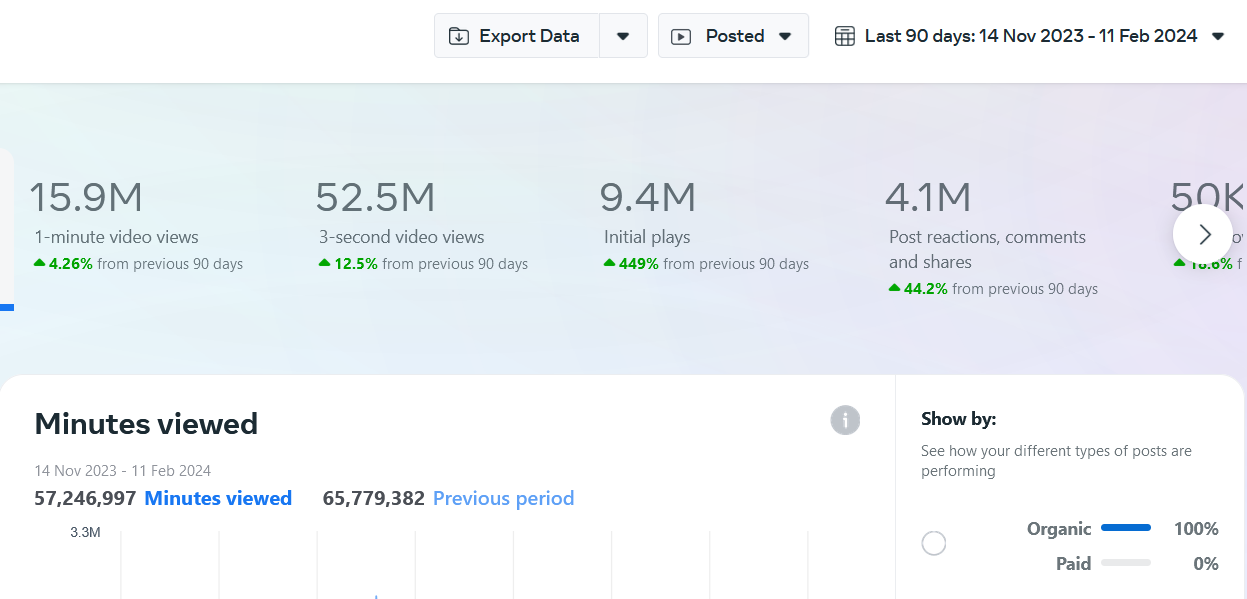 Export Data
Posted
Last 90 days: 14 Nov 2023 - 11 Feb 2024
15.9M
1-minute video views
4.26% from previous 90 days
52.5M
3-second video views
12.5% from previous 90 days
9.4M
Initial plays
449% from previous 90 days
4.1M
Post reactions, comments
and shares
44.2% from previous 90 days
50K
Minutes viewed
14 Nov 2023 - 11 Feb 2024
57,246,997 Minutes viewed 65,779,382 Previous period
3.3M
Show by:
See how your different types of posts are
performing
Organic 100%
Paid 0%